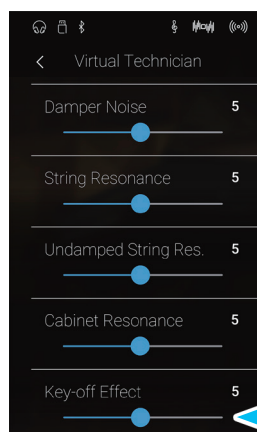 Virtual Technician
Damper Noise 5
String Resonance 5
Undamped String Res. 5
Cabinet Resonance 5
Key-off Effect 5